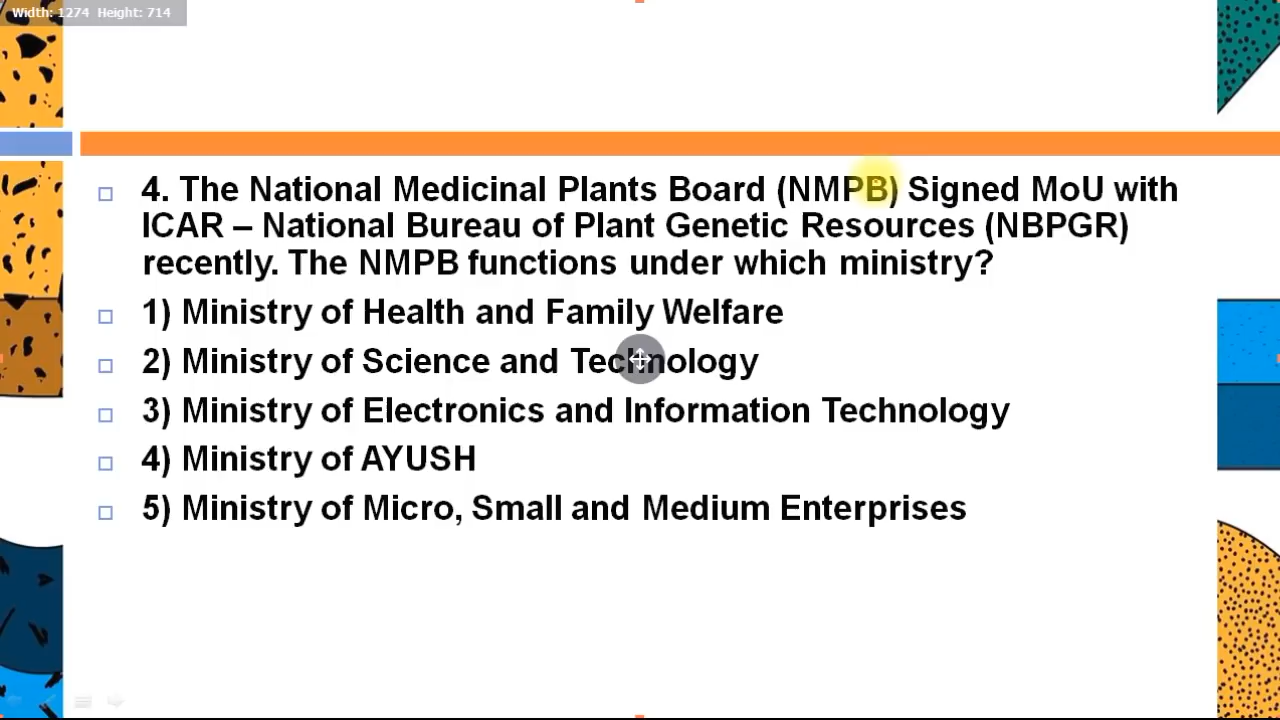 Width: 1274 Height: 714
4. The National Medicinal Plants Board (NMPB) Signed MoU with
ICAR – National Bureau of Plant Genetic Resources (NBPGR)
recently. The NMPB functions under which ministry?
1) Ministry of Health and Family Welfare
2) Ministry of Science and Technology
3) Ministry of Electronics and Information Technology
4) Ministry of AYUSH
5) Ministry of Micro, Small and Medium Enterprises